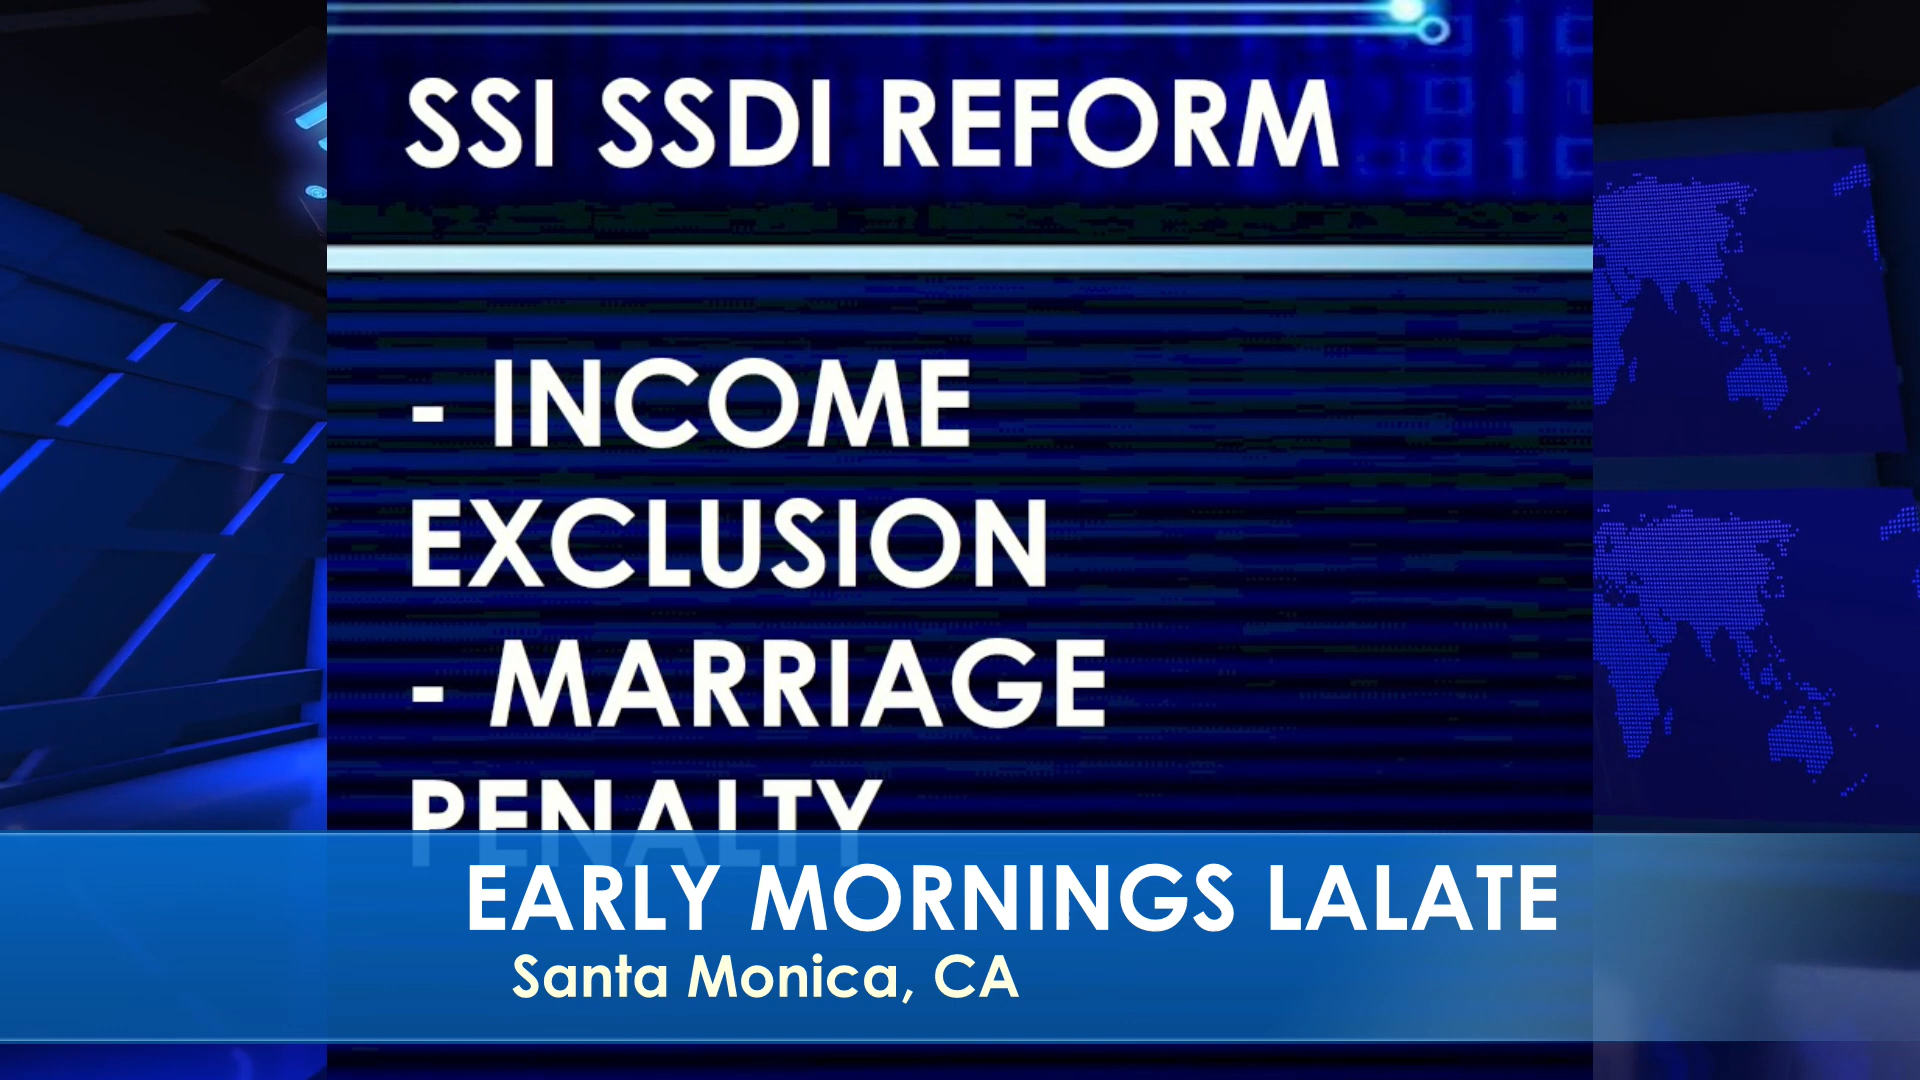 SSI SSDI REFORM
- INCOME
EXCLUSION
- MARRIAGE
PENALTY
EARLY MORNINGS LALATE
Santa Monica, CA